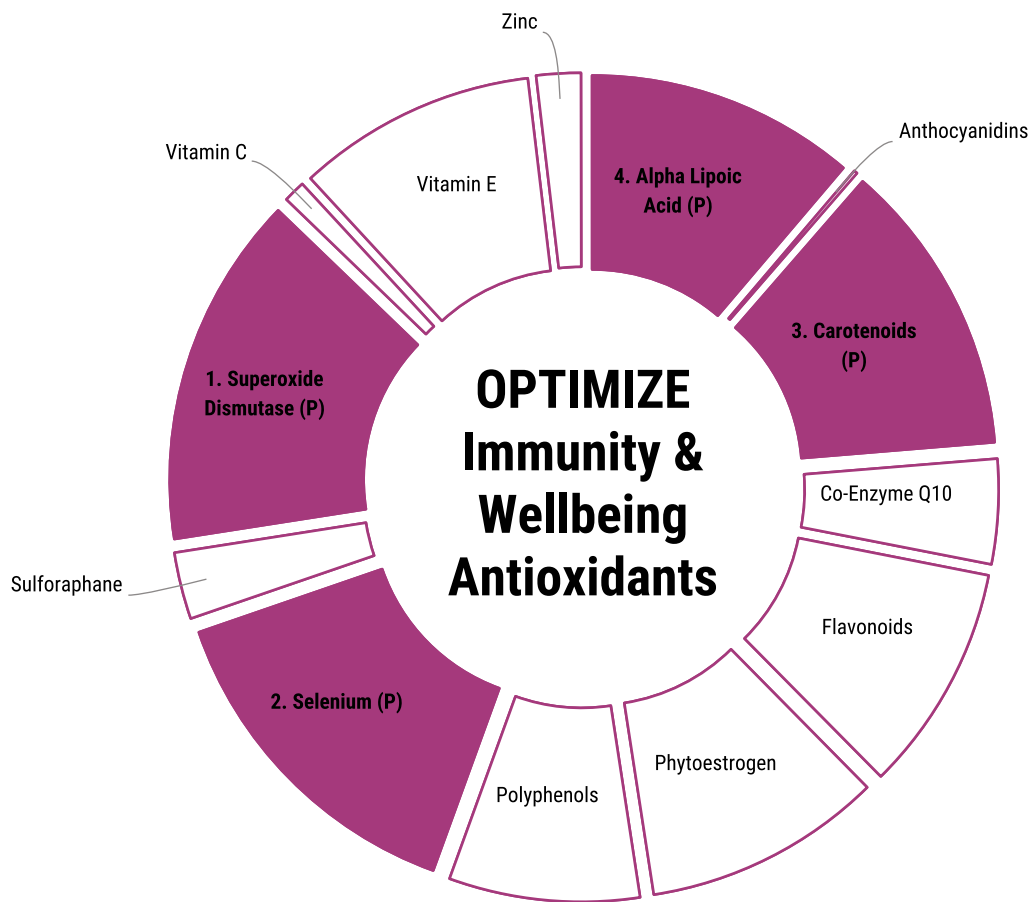 Zinc
Anthocyanidins
Vitamin C
Vitamin E
4. Alpha Lipoic
Acid (P)
3. Carotenoids
(P)
1. Superoxide
Dismutase (P)
OPTIMIZE
Immunity &
Wellbeing
Antioxidants
Co-Enzyme Q10
Sulforaphane
Flavonoids
2. Selenium (P)
Phytoestrogen
Polyphenols